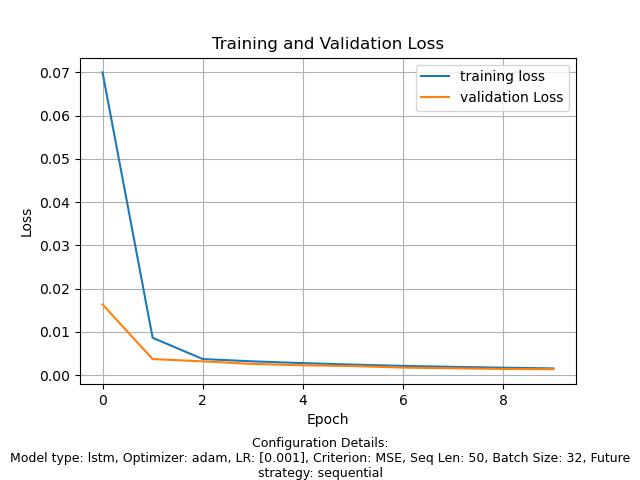 Training and Validation Loss
training loss
validation Loss
0.07
0.06
0.05
0.04
0.03
0.02
0.01
0.00
Loss
0 2 4 6 8
Epoch
Configuration Details:
Model type: lstm, Optimizer: adam, LR: [0.001], Criterion: MSE, Seq Len: 50, Batch Size: 32, Future
strategy: sequential